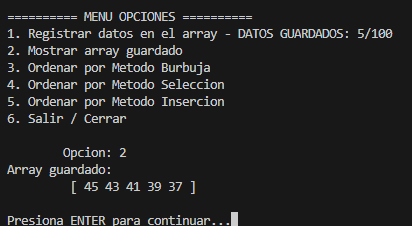 ========== MENU OPCIONES ==========
1. Registrar datos en el array - DATOS GUARDADOS: 5/100
2. Mostrar array guardado
3. Ordenar por Metodo Burbuja
4. Ordenar por Metodo Seleccion
5. Ordenar por Metodo Insercion
6. Salir / Cerrar
Opcion: 2
Array guardado:
[ 45 43 41 39 37 ]
Presiona ENTER para continuar...